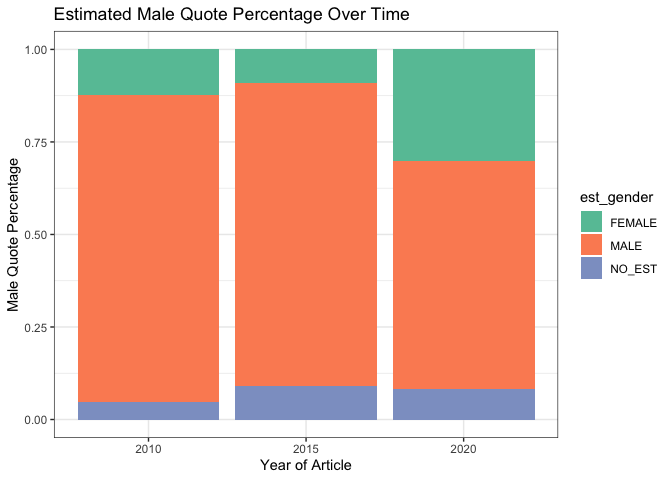 Estimated Male Quote Percentage Over Time
1.00
0.75
0.50
0.25
0.00
Male Quote Percentage
2010
2015
2020
Year of Article
est_gender
FEMALE
MALE
NO_EST